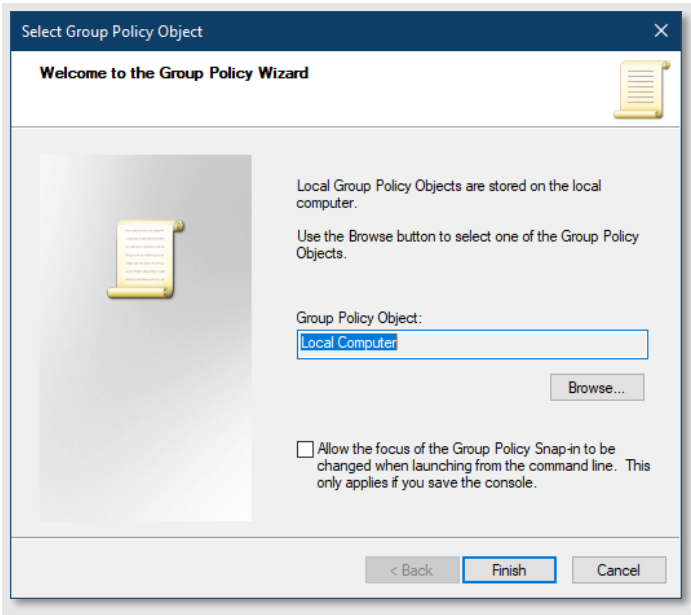 Select Group Policy Object
Welcome to the Group Policy Wizard
Local Group Policy Objects are stored on the local
computer.
Use the Browse button to select one of the Group Policy
Objects.
Group Policy Object:
Local Computer
Browse...
Allow the focus of the Group Policy Snap-in to be
changed when launching from the command line. This
only applies if you save the console.
< Back
Finish
Cancel